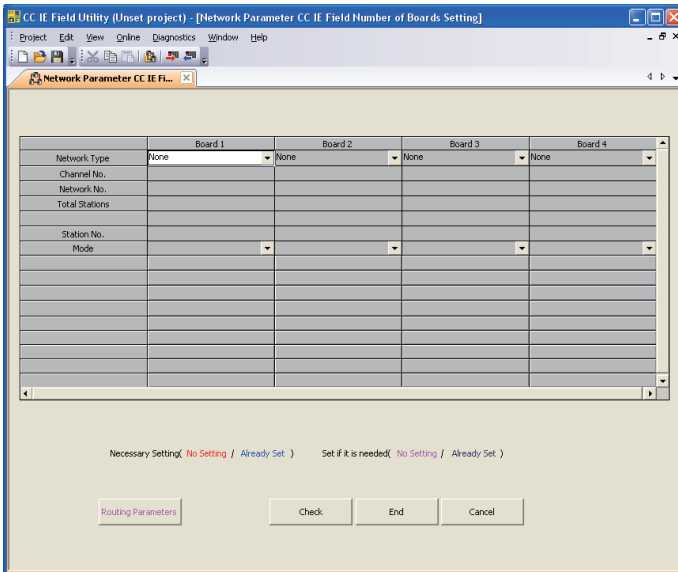 CC IE Field Utility (Unset project) - [Network Parameter CC IE Field Number of Boards Setting]
Project Edit View Online Diagnostics Window Help
Network Parameter CC IE Fi...
Board 1 Board 2 Board 3 Board 4
Network Type None None None None
Channel No.
Network No.
Total Stations
Station No.
Mode
Necessary Setting( No Setting / Already Set ) Set if it is needed( No Setting / Already Set )
Routing Parameters Check End Cancel